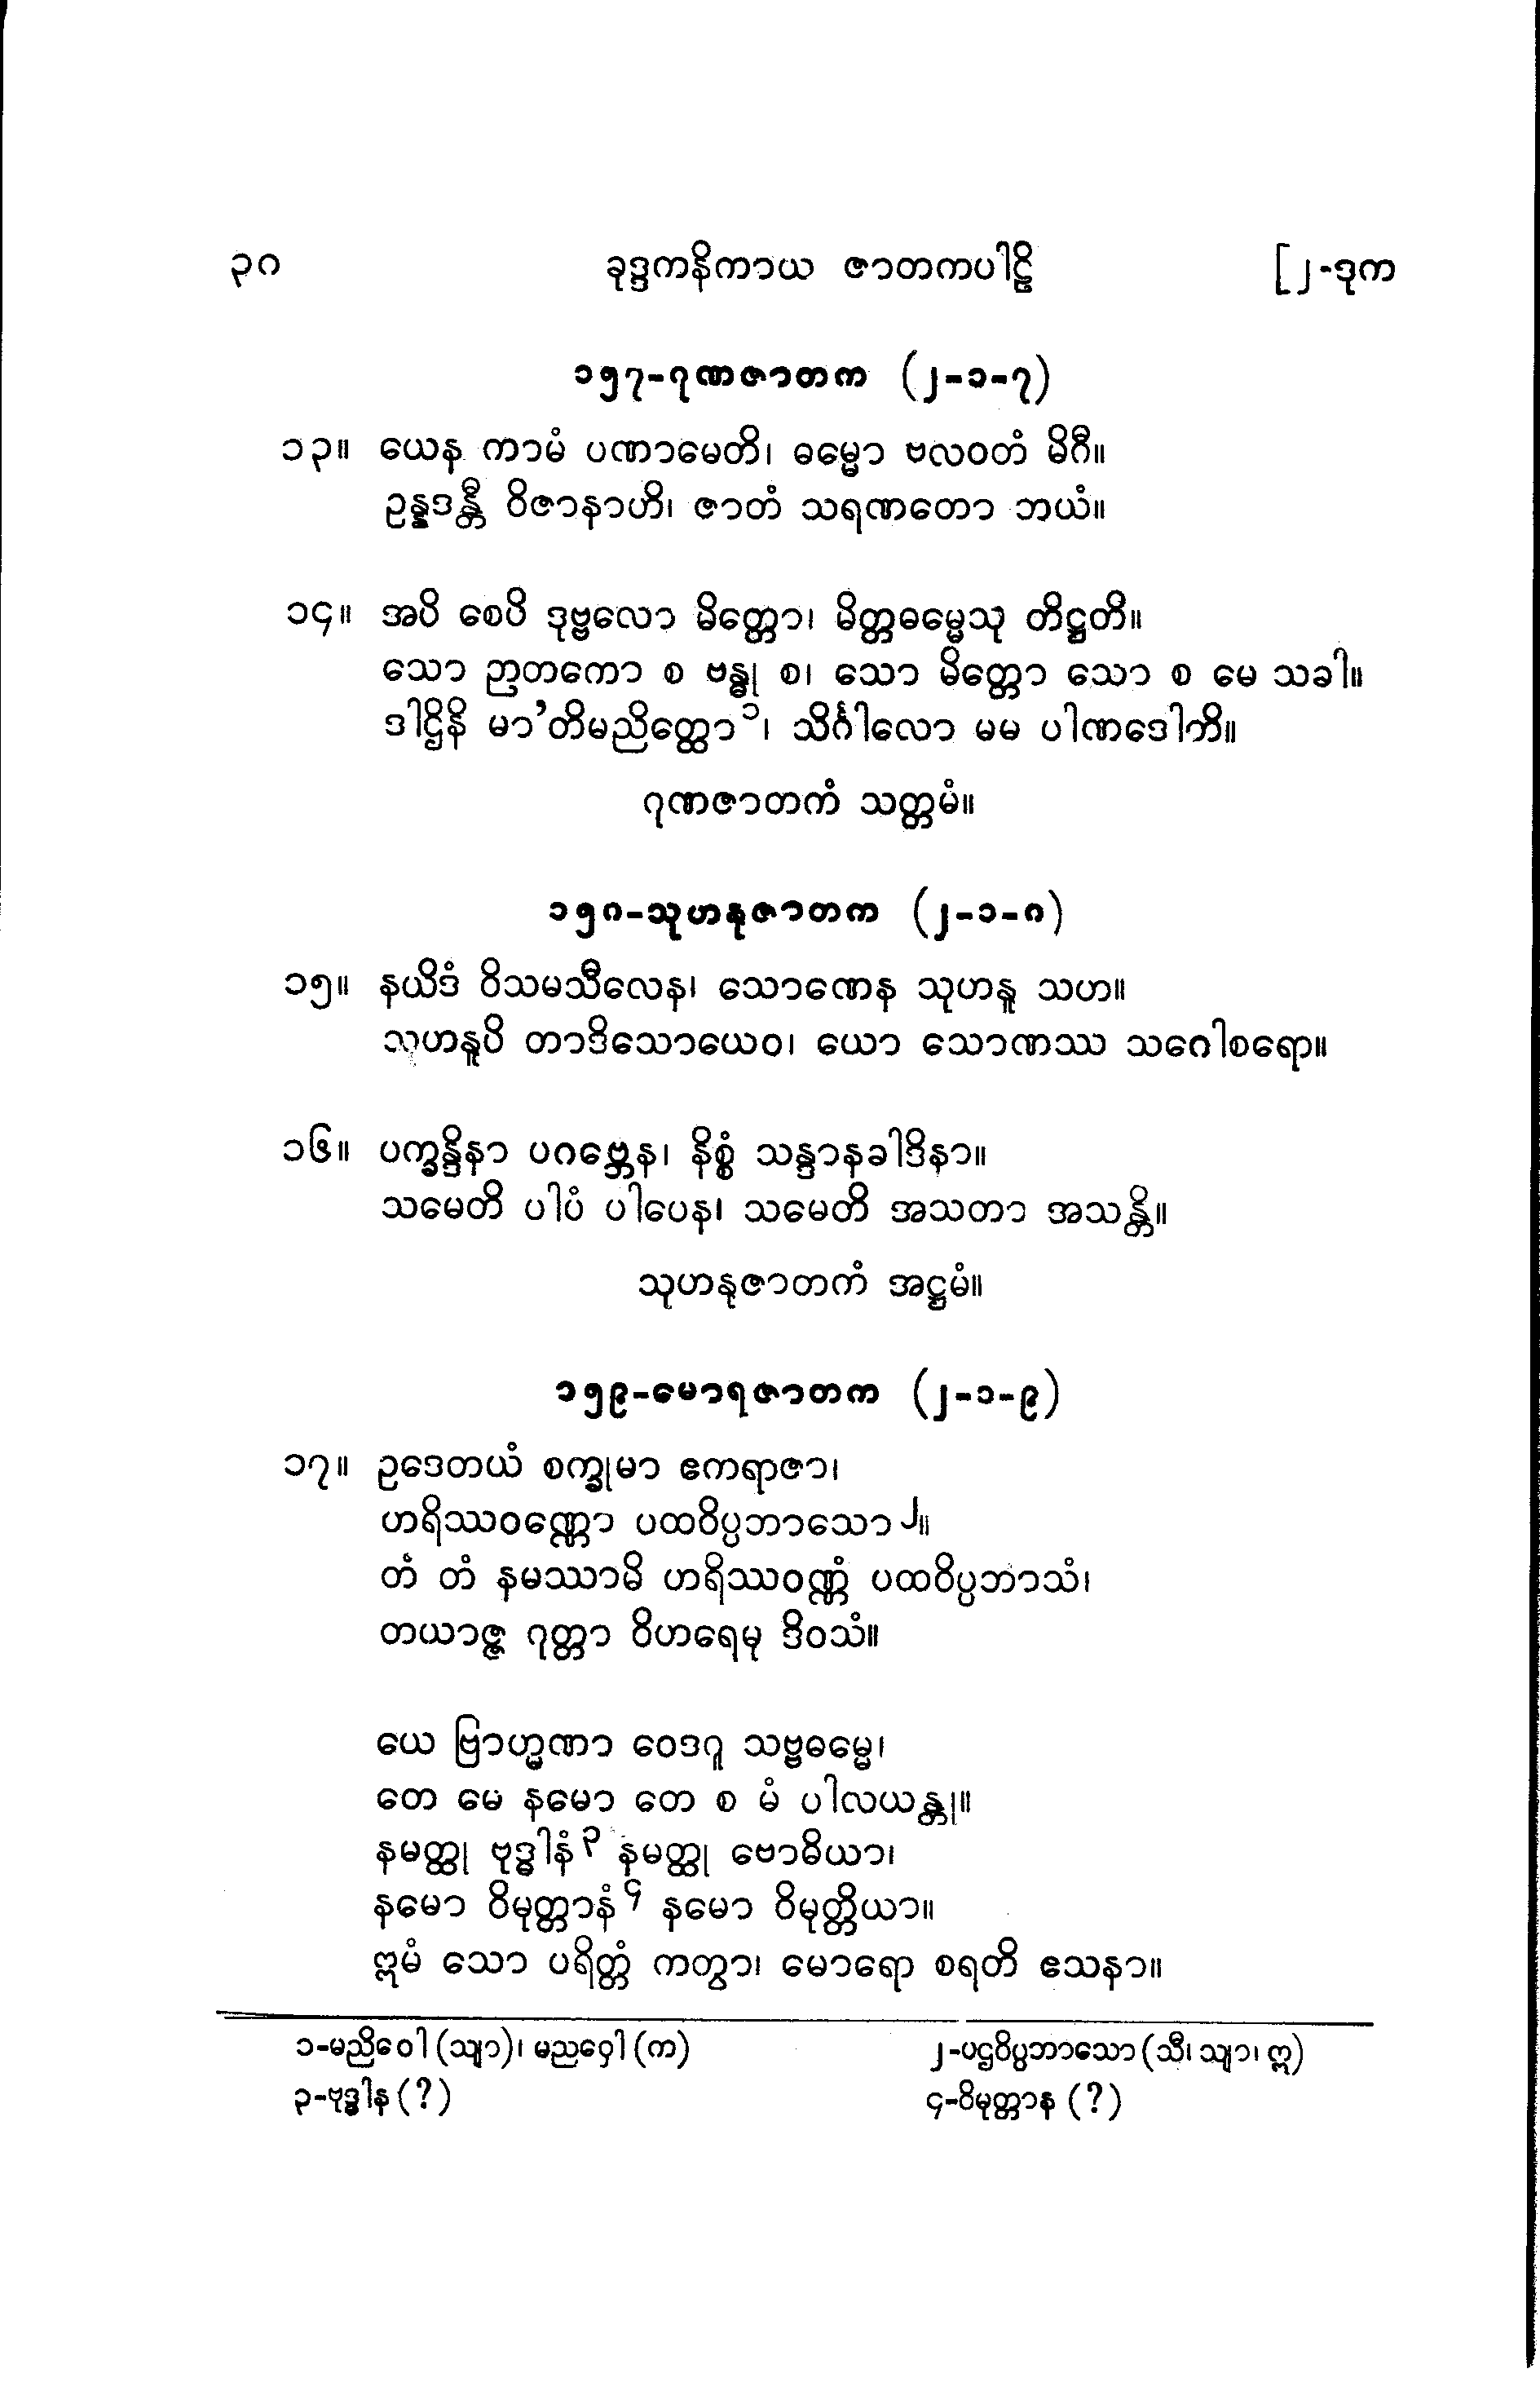 ၃၈ ခုဒ္ဒကနိကာယ ဇာတကပါဠိ [၂-ဒုက
၁၅၇-ဂုဏဇာတက (၂-၁-၇)
၁၃။ ယေန ကာမံ ပဏာမေတိ၊ ဓမ္မော ဗလဝတံ မိဂီ။
ဥန္နဒန္တီ ဝိဇာနာဟိ၊ ဇာတံ သရဏတော ဘယံ။
၁၄။ အပိ စေပိ ဒုဗ္ဗလော မိတ္တော၊ မိတ္တဓမ္မေသု တိဋ္ဌတိ။
သော ဉာတကော စ ဗန္ဓု စ၊ သော မိတ္တော သော စ မေ သခါ။
ဒါဌိနိ မာ’တိမညိတ္ထော၁၊ သိင်္ဂါလော မမ ပါဏဒေါဘိ။
ဂုဏဇာတကံ သတ္တမံ။
၁၅၈-သုဟနုဇာတက (၂-၁-၈)
၁၅။ နယိဒံ ဝိသမသီလေန၊ သောဏေန သုဟနူ သဟ။
သုဟနူပိ တာဒိသောယေဝ၊ ယော သောဏဿ သဂေါစရော။
၁၆။ ပက္ခန္ဒိနာ ပဂဗ္ဘေန၊ နိစ္စံ သန္ဒာနခါဒိနာ။
သမေတိ ပါပံ ပါပေန၊ သမေတိ အသတာ အသန္တိ။
သုဟနုဇာတကံ အဋ္ဌမံ။
၁၅၉-မောရဇာတက (၂-၁-၉)
၁၇။ ဥဒေတယံ စက္ခုမာ ဧကရာဇာ၊
ဟရိဿဝဏ္ဏော ပထဝိပ္ပဘာသော၂။
တံ တံ နမဿာမိ ဟရိဿဝဏ္ဏံ ပထဝိပ္ပဘာသံ၊
တယာဇ္ဇ ဂုတ္တာ ဝိဟရေမု ဒိဝသံ။
ယေ ဗြာဟ္မဏာ ဝေဒဂူ သဗ္ဗဓမ္မေ၊
တေ မေ နမော တေ စ မံ ပါလယန္တု။
နမတ္ထု ဗုဒ္ဓါနံ၃ နမတ္ထု ဗောဓိယာ၊
နမော ဝိမုတ္တာနံ၄ နမော ဝိမုတ္တိယာ။
ဣမံ သော ပရိတ္တံ ကတွာ၊ မောရော စရတိ ဧသနာ။
၁-မညိဝေါ (သျာ)၊ မညဝှေါ (က) ၂-ပဌဝိပ္ပဘာသော (သီ၊ သျာ၊ ဣ)
၃-ဗုဒ္ဓါန (?) ၄-ဝိမုတ္တာန (?)